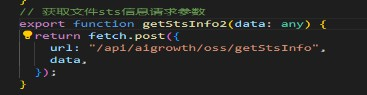 }
// 获取文件sts信息请求参数
export function getStsInfo2(data: any) {
  return fetch.post({
    url: "/api/aigrowth/oss/getStsInfo",
    data,
  });
}